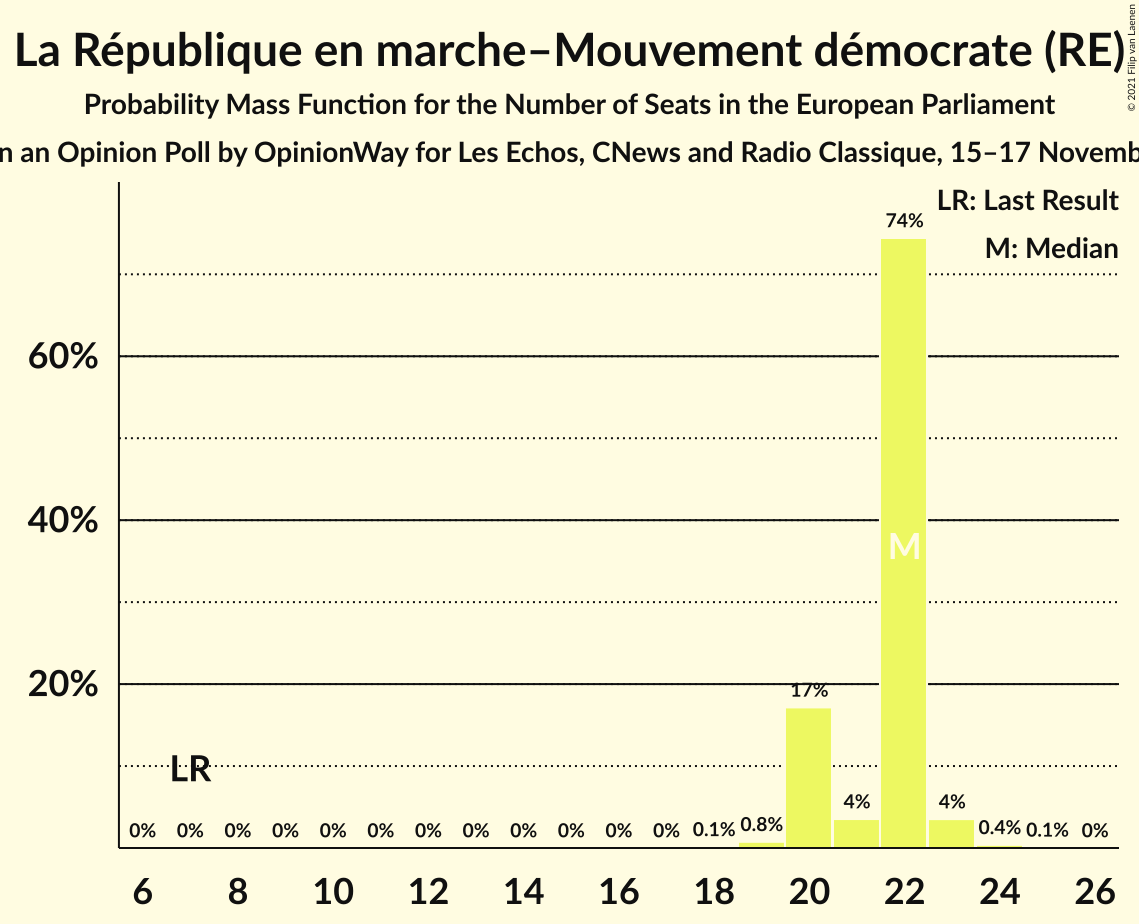 La République en marche–Mouvement démocrate (RE)
© 2021 Filip van Laenen
Probability Mass Function for the Number of Seats in the European Parliament
an Opinion Poll by OpinionWay for Les Echos, CNews and Radio Classique, 15–17
LR: Last Result
M: Median
74%
60%
40%
M
20%
17%
LR
4% 4%
0% 0% 0% 0% 0% 0% 0% 0% 0% 0% 0% 0% 0.1% 0.8% 0.4% 0.1% 0%
6 8 10 12 14 16 18 20 22 24 26